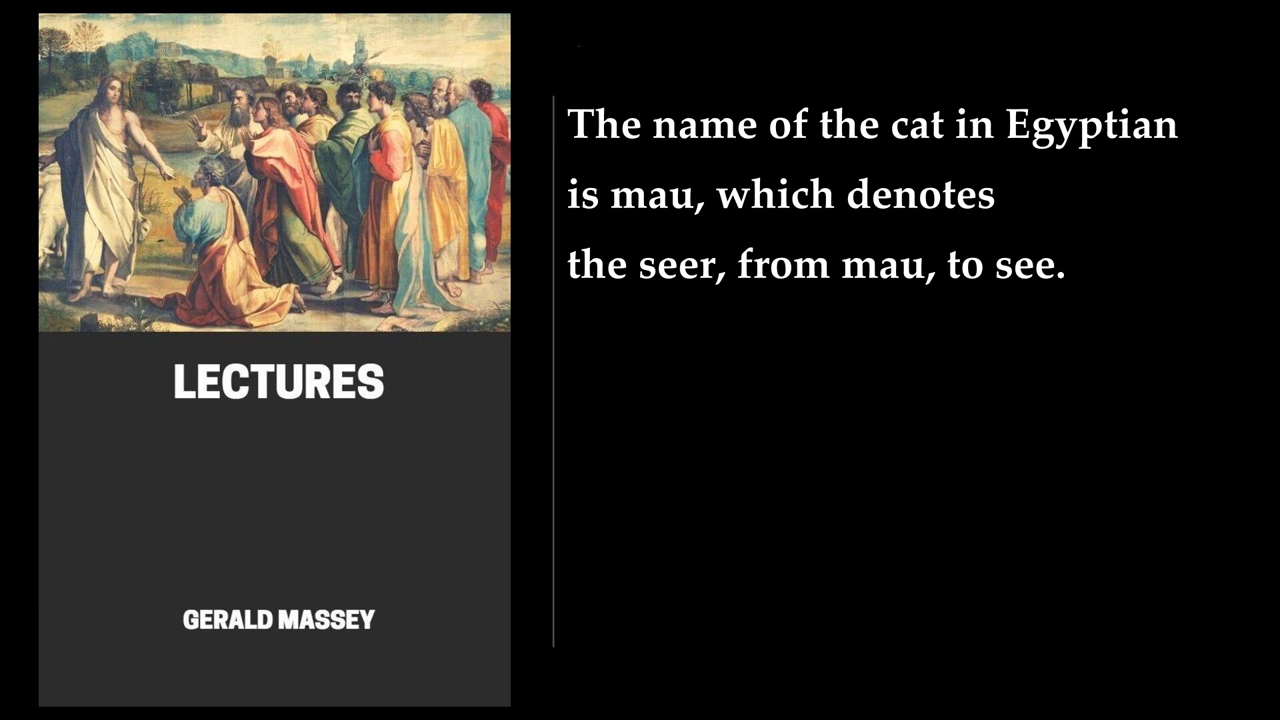 LECTURES
GERALD MASSEY
The name of the cat in Egyptian
is mau, which denotes
the seer, from mau, to see.